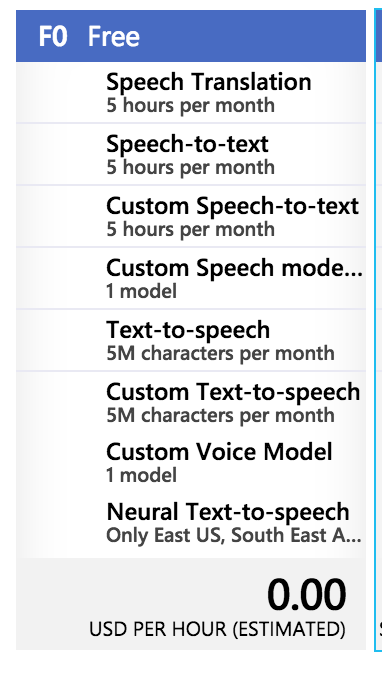 F0 Free
Speech Translation
5 hours per month
Speech-to-text
5 hours per month
Custom Speech-to-text
5 hours per month
Custom Speech mode...
1 model
Text-to-speech
5M characters per month
Custom Text-to-speech
5M characters per month
Custom Voice Model
1 model
Neural Text-to-speech
Only East US, South East A...
0.00
USD PER HOUR (ESTIMATED)